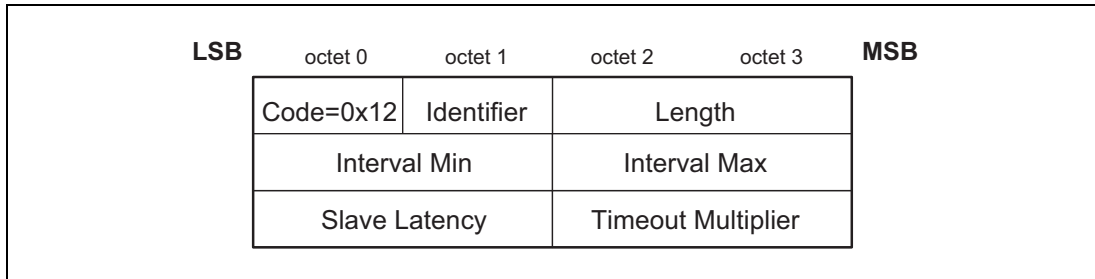 LSB octet 0 octet 1 octet 2 octet 3 MSB
Code=0x12 Identifier Length
Interval Min Interval Max
Slave Latency Timeout Multiplier